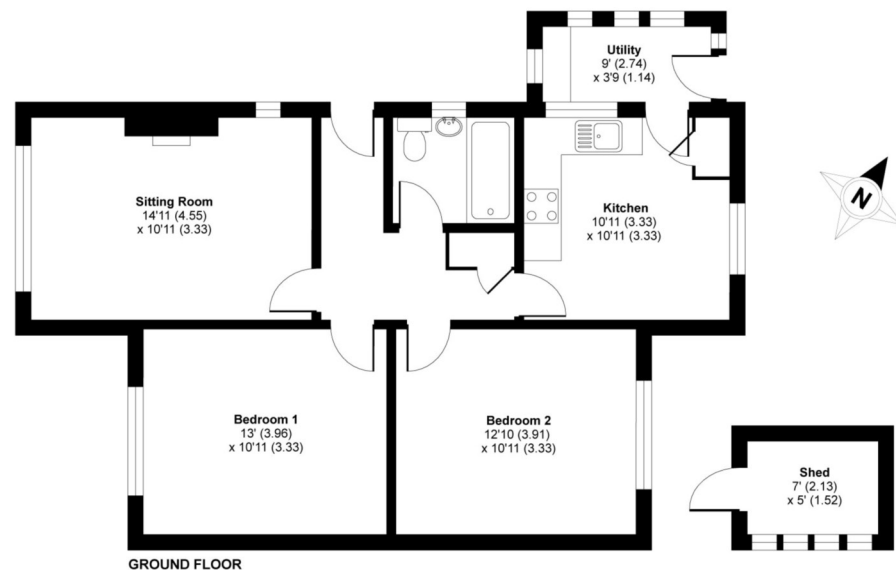 Utility
9' (2.74)
x 3'9 (1.14)
Sitting Room
14'11 (4.55)
x 10'11 (3.33)
Kitchen
10'11 (3.33)
x 10'11 (3.33)
N
Bedroom 1
13' (3.96)
x 10'11 (3.33)
Bedroom 2
12'10 (3.91)
x 10'11 (3.33)
Shed
7' (2.13)
x 5' (1.52)
GROUND FLOOR